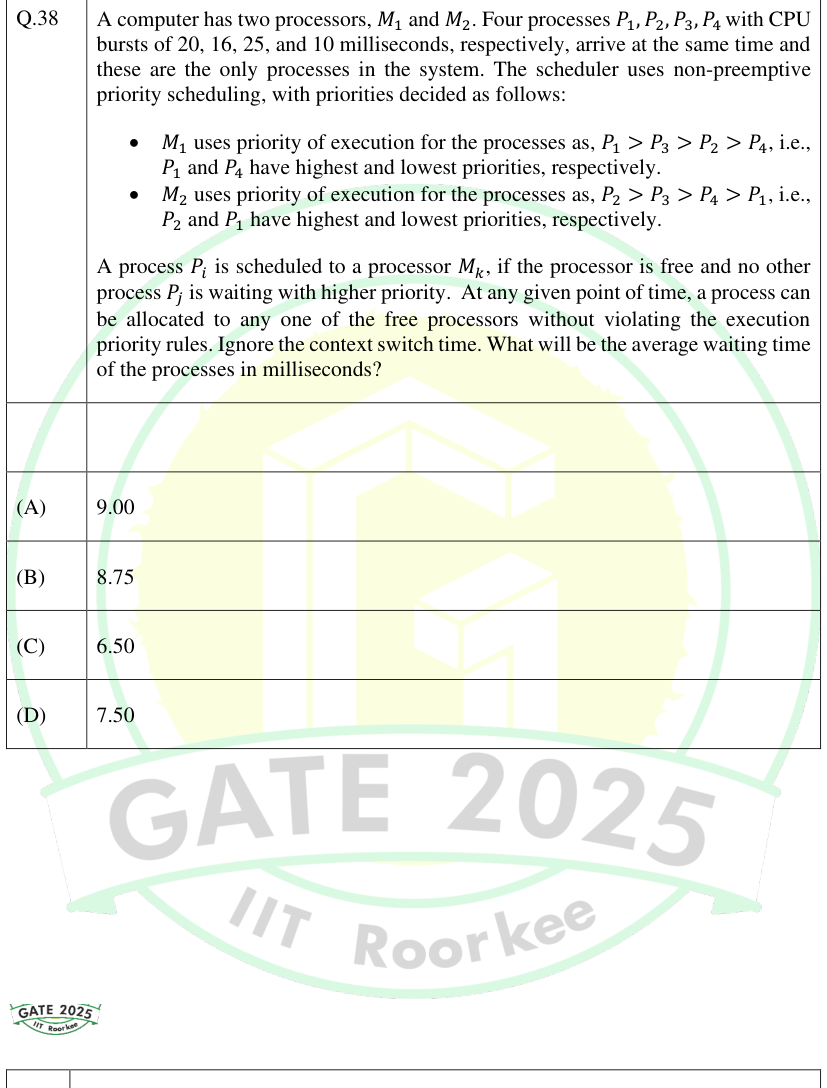 Q.38
A computer has two processors, 𝑀₁ and 𝑀₂. Four processes 𝑃₁, 𝑃₂, 𝑃₃, 𝑃₄ with CPU
bursts of 20, 16, 25, and 10 milliseconds, respectively, arrive at the same time and
these are the only processes in the system. The scheduler uses non-preemptive
priority scheduling, with priorities decided as follows:
• 𝑀₁ uses priority of execution for the processes as, 𝑃₁ > 𝑃₃ > 𝑃₂ > 𝑃₄, i.e.,
𝑃₁ and 𝑃₄ have highest and lowest priorities, respectively.
• 𝑀₂ uses priority of execution for the processes as, 𝑃₂ > 𝑃₃ > 𝑃₄ > 𝑃₁, i.e.,
𝑃₂ and 𝑃₁ have highest and lowest priorities, respectively.
A process 𝑃ᵢ is scheduled to a processor 𝑀ₖ, if the processor is free and no other
process 𝑃ⱼ is waiting with higher priority. At any given point of time, a process can
be allocated to any one of the free processors without violating the execution
priority rules. Ignore the context switch time. What will be the average waiting time
of the processes in milliseconds?
(A) 9.00
(B) 8.75
(C) 6.50
(D) 7.50
GATE 2025
IIT Roorkee
GATE 2025
IIT Roorkee